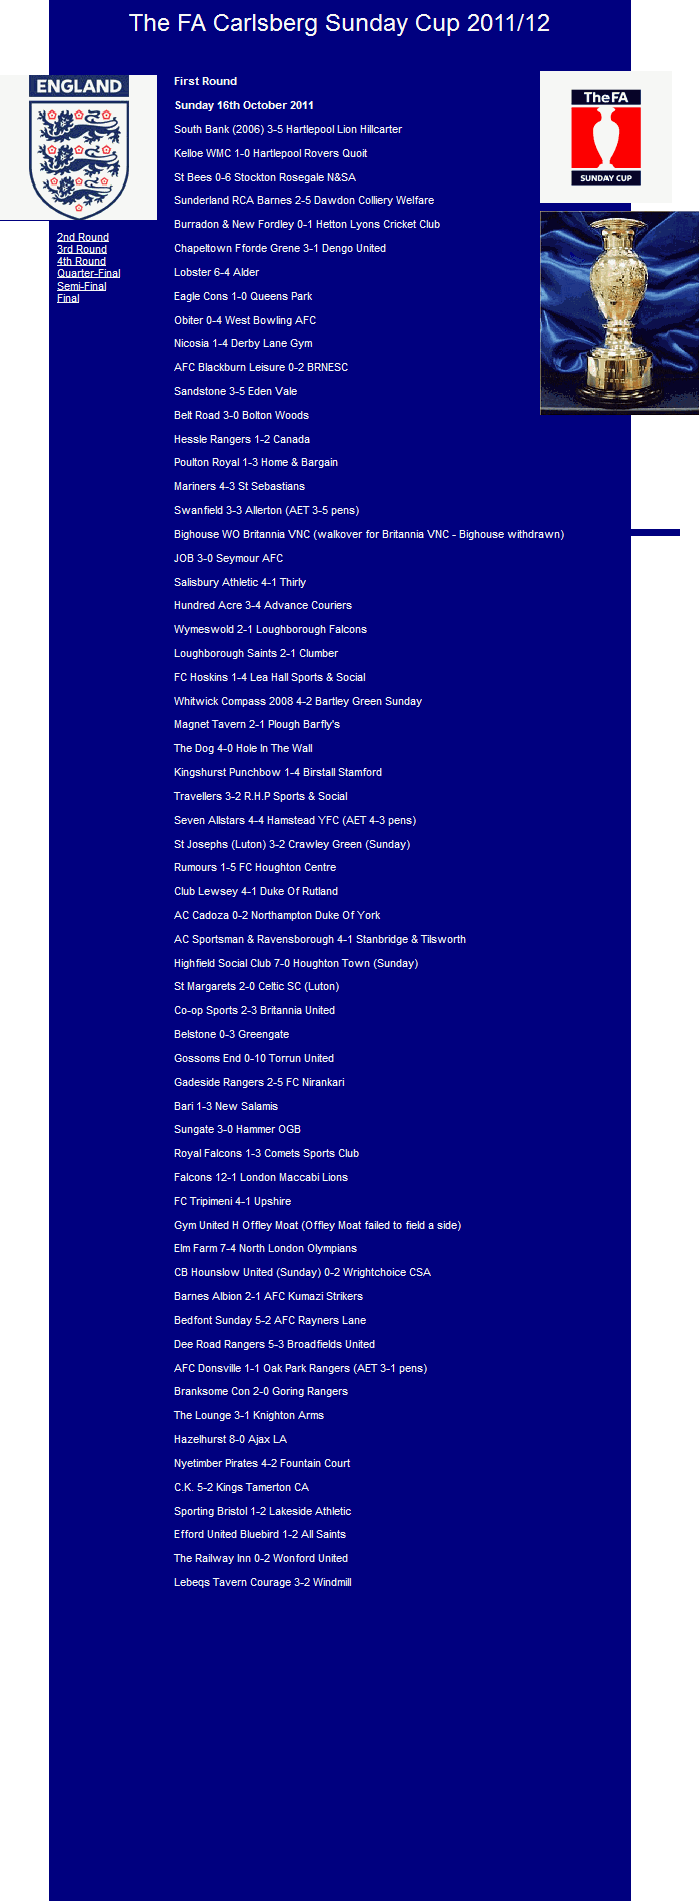 The FA Carlsberg Sunday Cup 2011/12
ENGLAND
The FA
SUNDAY CUP
2nd Round
3rd Round
4th Round
Quarter-Final
Semi-Final
Final
First Round
Sunday 16th October 2011
South Bank (2006) 3-5 Hartlepool Lion Hillcarter
Kelloe WMC 1-0 Hartlepool Rovers Quoit
St Bees 0-6 Stockton Rosegale N&SA
Sunderland RCA Barnes 2-5 Dawdon Colliery Welfare
Burradon & New Fordley 0-1 Hetton Lyons Cricket Club
Chapeltown Fforde Grene 3-1 Dengo United
Lobster 6-4 Alder
Eagle Cons 1-0 Queens Park
Obiter 0-4 West Bowling AFC
Nicosia 1-4 Derby Lane Gym
AFC Blackburn Leisure 0-2 BRNESC
Sandstone 3-5 Eden Vale
Belt Road 3-0 Bolton Woods
Hessle Rangers 1-2 Canada
Poulton Royal 1-3 Home & Bargain
Mariners 4-3 St Sebastians
Swanfield 3-3 Allerton (AET 3-5 pens)
Bighouse WO Britannia VNC (walkover for Britannia VNC - Bighouse withdrawn)
JOB 3-0 Seymour AFC
Salisbury Athletic 4-1 Thirly
Hundred Acre 3-4 Advance Couriers
Wymeswold 2-1 Loughborough Falcons
Loughborough Saints 2-1 Clumber
FC Hoskins 1-4 Lea Hall Sports & Social
Whitwick Compass 2008 4-2 Bartley Green Sunday
Magnet Tavern 2-1 Plough Barfly's
The Dog 4-0 Hole In The Wall
Kingshurst Punchbow 1-4 Birstall Stamford
Travellers 3-2 R.H.P Sports & Social
Seven Allstars 4-4 Hamstead YFC (AET 4-3 pens)
St Josephs (Luton) 3-2 Crawley Green (Sunday)
Rumours 1-5 FC Houghton Centre
Club Lewsey 4-1 Duke Of Rutland
AC Cadoza 0-2 Northampton Duke Of York
AC Sportsman & Ravensborough 4-1 Stanbridge & Tilsworth
Highfield Social Club 7-0 Houghton Town (Sunday)
St Margarets 2-0 Celtic SC (Luton)
Co-op Sports 2-3 Britannia United
Belstone 0-3 Greengate
Gossoms End 0-10 Torrun United
Gadeside Rangers 2-5 FC Nirankari
Bari 1-3 New Salamis
Sungate 3-0 Hammer OGB
Royal Falcons 1-3 Comets Sports Club
Falcons 12-1 London Maccabi Lions
FC Tripimeni 4-1 Upshire
Gym United H Offley Moat (Offley Moat failed to field a side)
Elm Farm 7-4 North London Olympians
CB Hounslow United (Sunday) 0-2 Wrightchoice CSA
Barnes Albion 2-1 AFC Kumazi Strikers
Bedfont Sunday 5-2 AFC Rayners Lane
Dee Road Rangers 5-3 Broadfields United
AFC Donsville 1-1 Oak Park Rangers (AET 3-1 pens)
Branksome Con 2-0 Goring Rangers
The Lounge 3-1 Knighton Arms
Hazelhurst 8-0 Ajax LA
Nyetimber Pirates 4-2 Fountain Court
C.K. 5-2 Kings Tamerton CA
Sporting Bristol 1-2 Lakeside Athletic
Efford United Bluebird 1-2 All Saints
The Railway Inn 0-2 Wonford United
Lebeqs Tavern Courage 3-2 Windmill